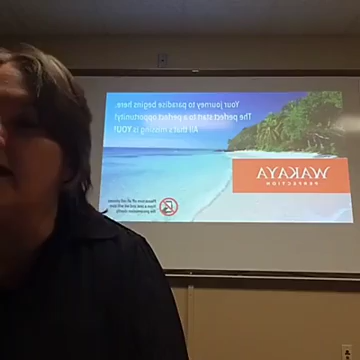 Your journey to paradise begins here.
The perfect start to a perfect opportunity!
All that's missing is YOU!
WAKAYA
PERFECTION